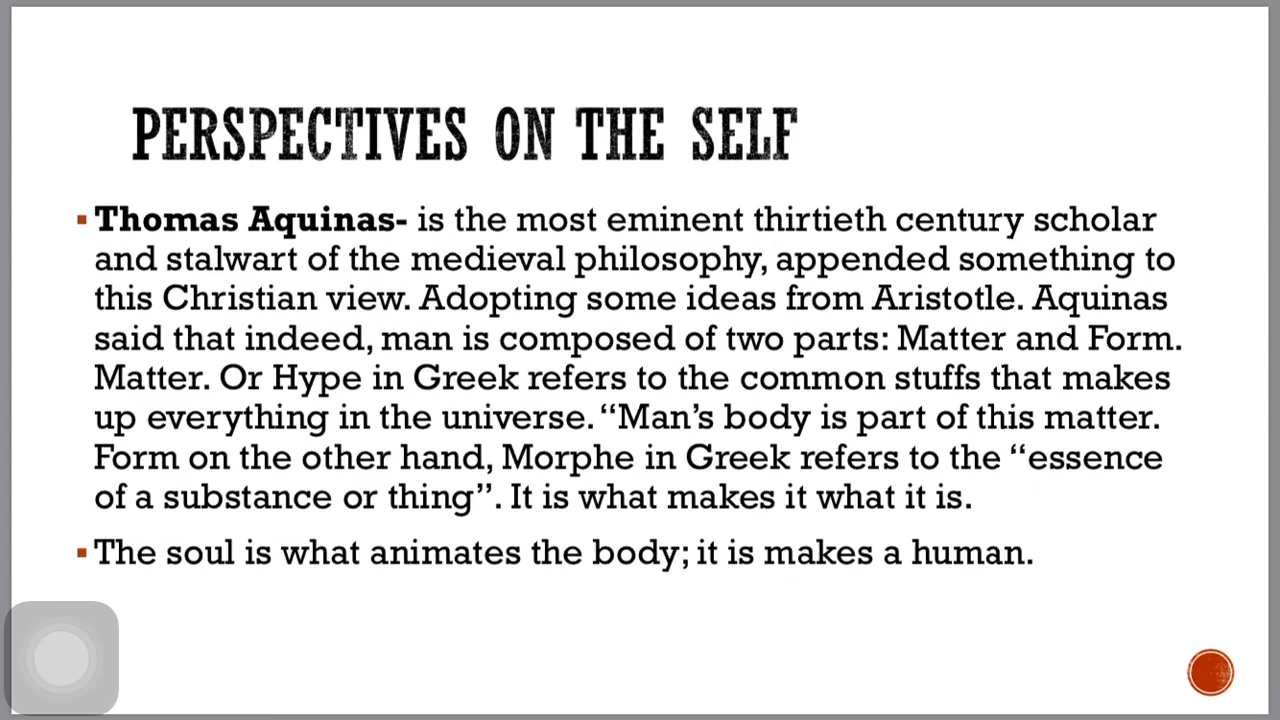 PERSPECTIVES ON THE SELF
▪ Thomas Aquinas- is the most eminent thirtieth century scholar
and stalwart of the medieval philosophy, appended something to
this Christian view. Adopting some ideas from Aristotle. Aquinas
said that indeed, man is composed of two parts: Matter and Form.
Matter. Or Hype in Greek refers to the common stuffs that makes
up everything in the universe. “Man’s body is part of this matter.
Form on the other hand, Morphe in Greek refers to the “essence
of a substance or thing”. It is what makes it what it is.
▪ The soul is what animates the body; it is makes a human.